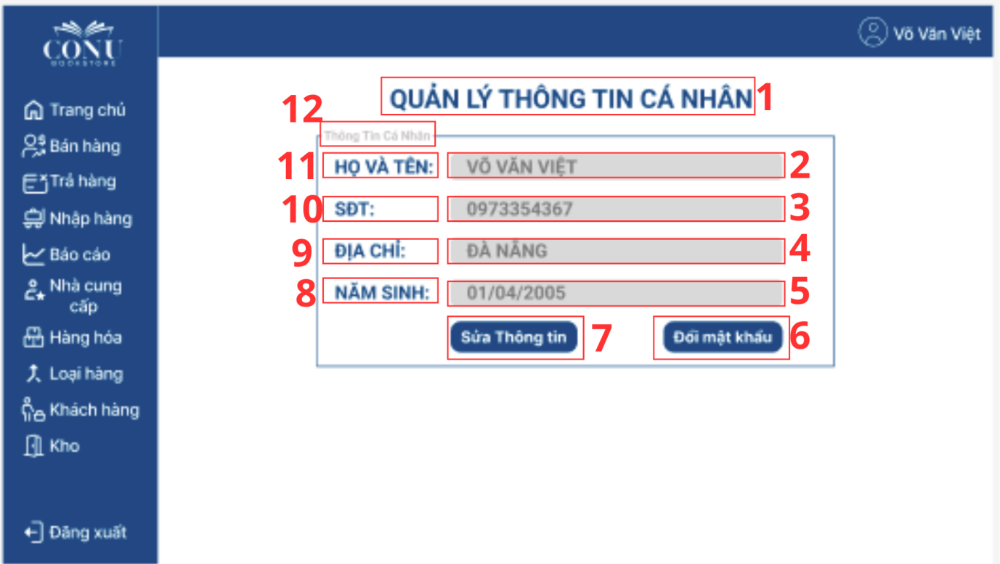 CONU
BOOKSTORE
Trang chủ
Bán hàng
Trả hàng
Nhập hàng
Báo cáo
Nhà cung
cấp
Hàng hóa
Loại hàng
Khách hàng
Kho
Đăng xuất
Võ Văn Việt
QUẢN LÝ THÔNG TIN CÁ NHÂN 1
12
Thông Tin Cá Nhân
11 HỌ VÀ TÊN: VÕ VĂN VIỆT 2
10 SĐT: 0973354367 3
9 ĐỊA CHỈ: ĐÀ NẴNG 4
8 NĂM SINH: 01/04/2005 5
Sửa Thông tin 7 Đổi mật khẩu 6